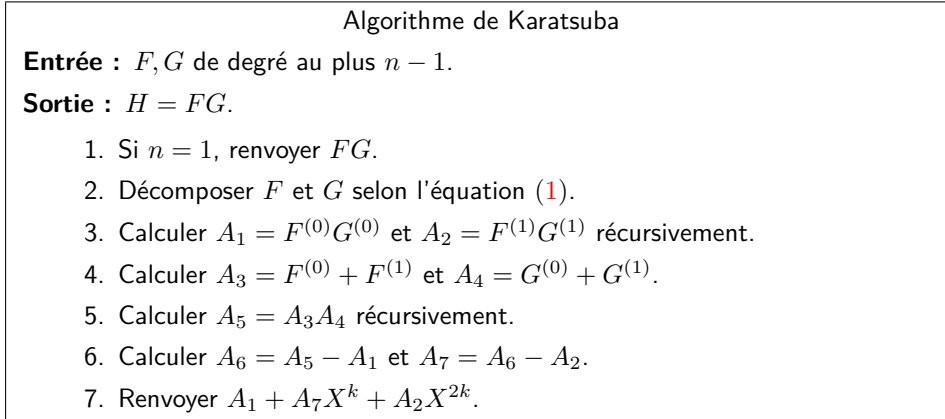 Algorithme de Karatsuba
Entrée : F, G de degré au plus n − 1.
Sortie : H = FG.
1. Si n = 1, renvoyer FG.
2. Décomposer F et G selon l'équation (1).
3. Calculer A₁ = F⁽⁰⁾G⁽⁰⁾ et A₂ = F⁽¹⁾G⁽¹⁾ récursivement.
4. Calculer A₃ = F⁽⁰⁾ + F⁽¹⁾ et A₄ = G⁽⁰⁾ + G⁽¹⁾.
5. Calculer A₅ = A₃A₄ récursivement.
6. Calculer A₆ = A₅ − A₁ et A₇ = A₆ − A₂.
7. Renvoyer A₁ + A₇Xᵏ + A₂X²ᵏ.